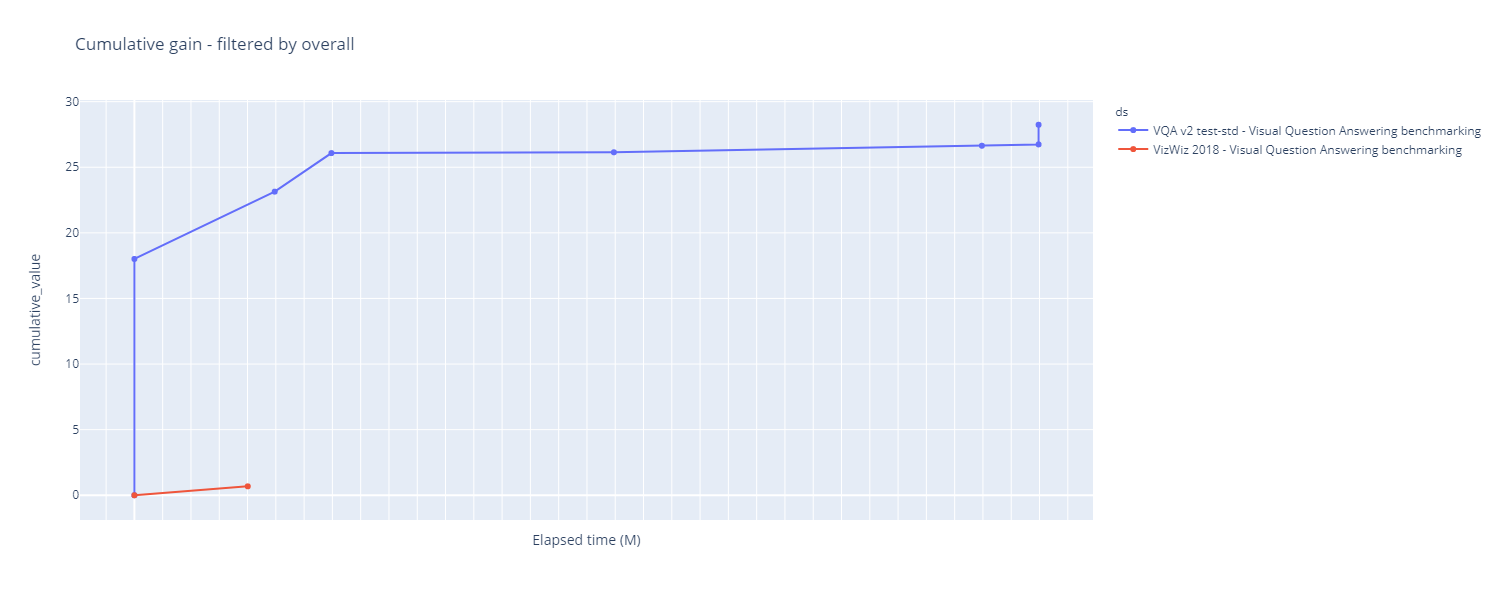 Cumulative gain - filtered by overall
30
25
20
15
10
5
0
cumulative_value
Elapsed time (M)
ds
VQA v2 test-std - Visual Question Answering benchmarking
VizWiz 2018 - Visual Question Answering benchmarking